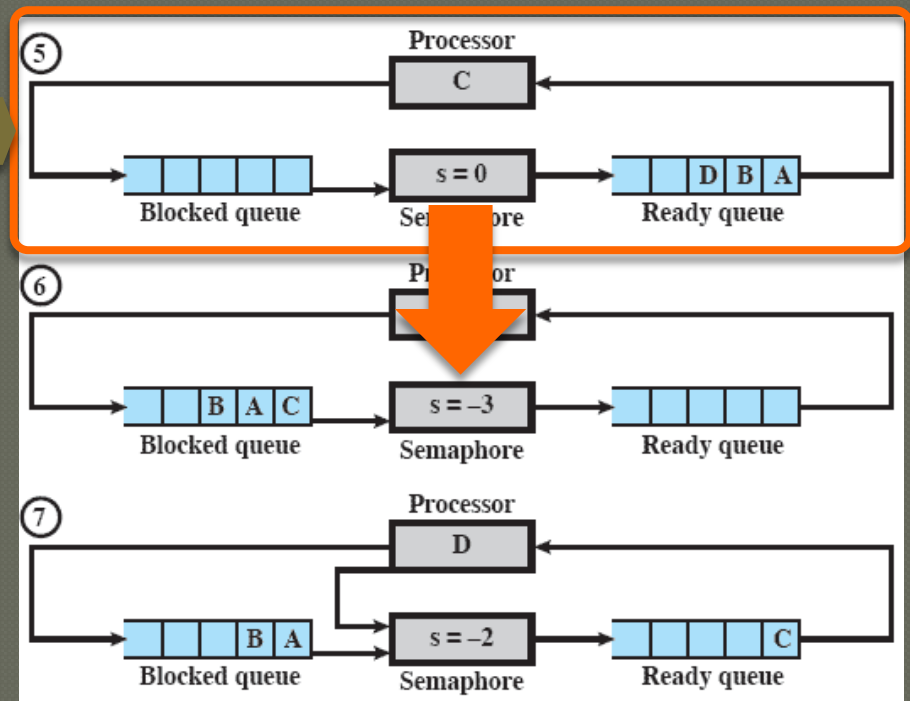 5
Processor
C
s = 0
D B A
Blocked queue
Ready queue
6
B A C
s = –3
Blocked queue
Semaphore
Ready queue
7
Processor
D
B A
s = –2
C
Blocked queue
Semaphore
Ready queue